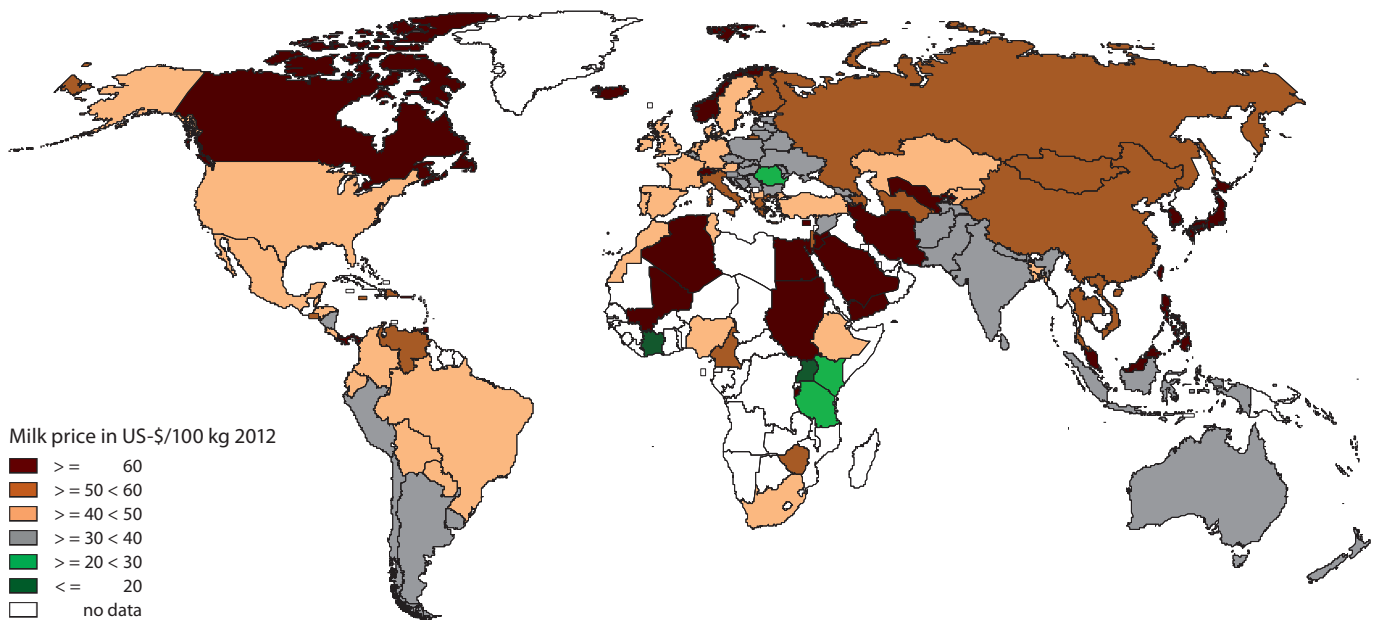 Milk price in US-$/100 kg 2012
> = 60
> = 50 < 60
> = 40 < 50
> = 30 < 40
> = 20 < 30
< = 20
no data